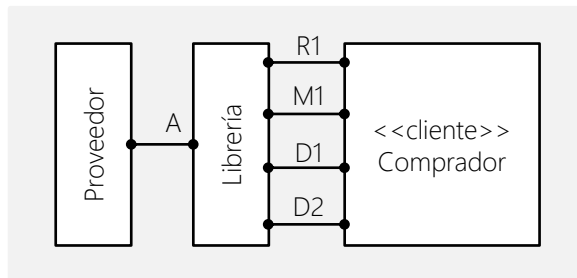 Proveedor
A
Librería
R1
M1
D1
D2
<<cliente>>
Comprador